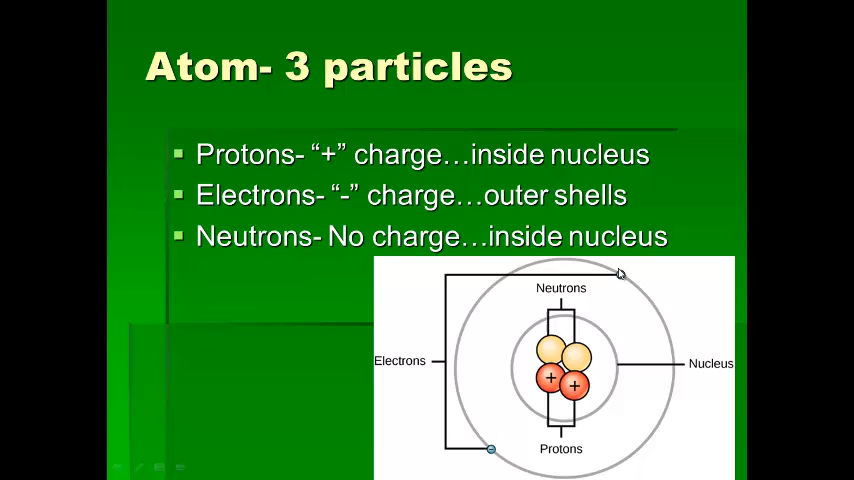 Atom- 3 particles
Protons- “+” charge…inside nucleus
Electrons- “-” charge…outer shells
Neutrons- No charge…inside nucleus
Neutrons
Electrons
Nucleus
+ +
Protons